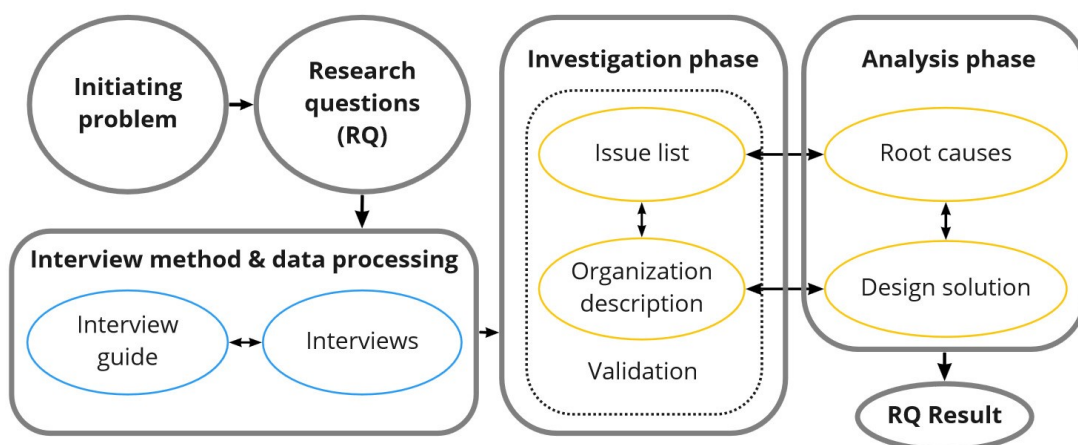 Initiating
problem
Research
questions
(RQ)
Interview method & data processing
Interview
guide
Interviews
Investigation phase
Issue list
Organization
description
Validation
Analysis phase
Root causes
Design solution
RQ Result